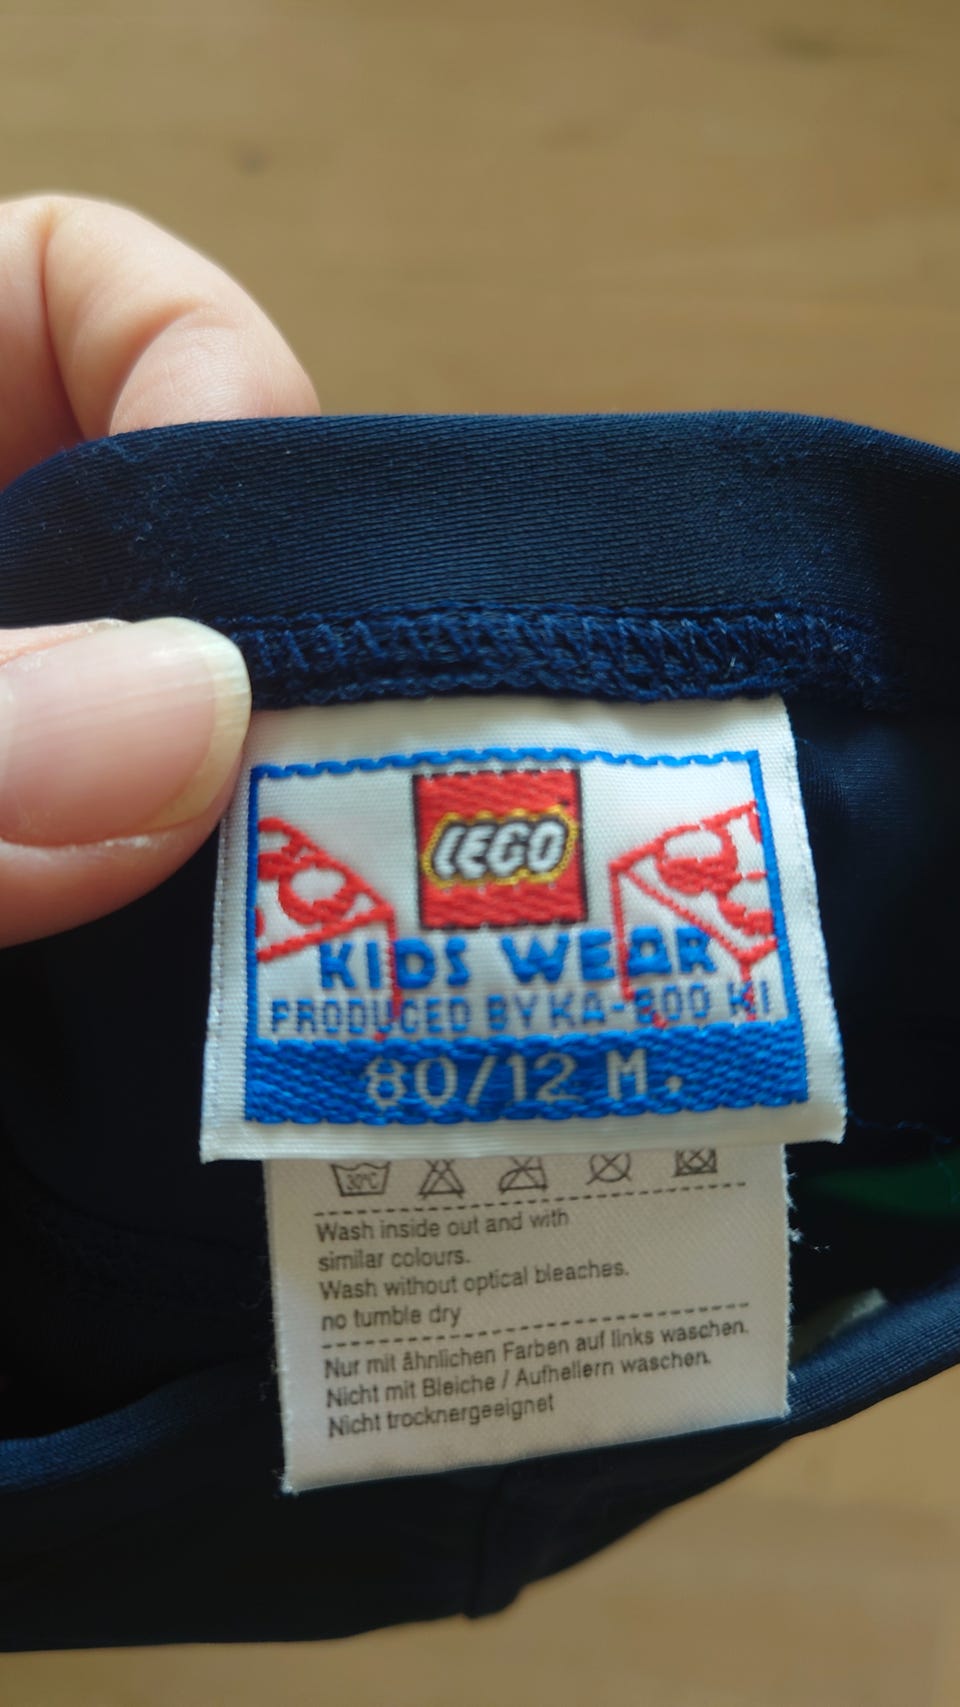 LEGO
KIDS WEAR
PRODUCED BY KA-BOO KI
80/12 M.
30°C
Wash inside out and with
similar colours.
Wash without optical bleaches.
no tumble dry
Nur mit ähnlichen Farben auf links waschen.
Nicht mit Bleiche / Aufhellern waschen.
Nicht trocknergeeignet